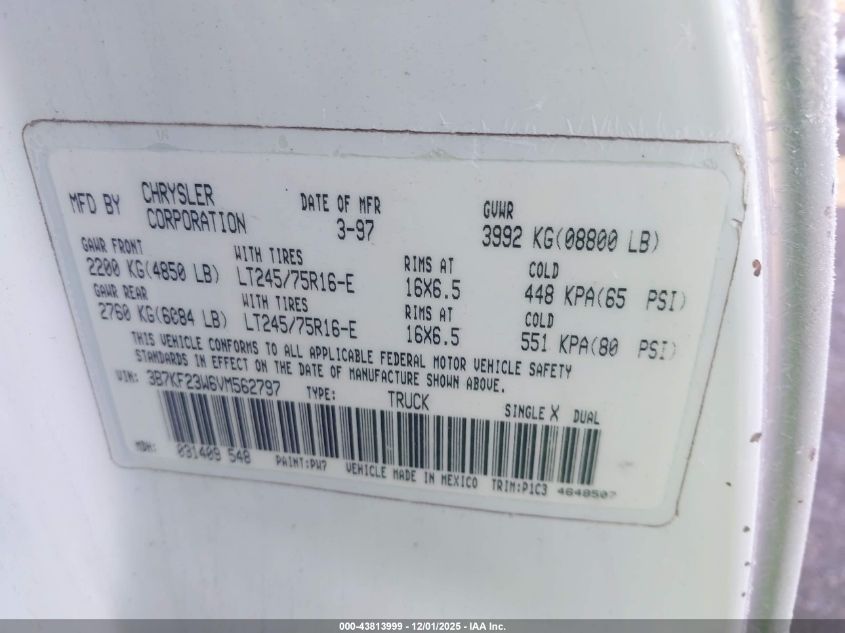 MFD BY CHRYSLER CORPORATION DATE OF MFR 3-97 GVWR 3992 KG(08800 LB)
GAWR FRONT WITH TIRES RIMS AT COLD
2200 KG(4850 LB) LT245/75R16-E 16X6.5 448 KPA(65 PSI)
GAWR REAR WITH TIRES RIMS AT COLD
2760 KG(6084 LB) LT245/75R16-E 16X6.5 551 KPA(80 PSI)
THIS VEHICLE CONFORMS TO ALL APPLICABLE FEDERAL MOTOR VEHICLE SAFETY
STANDARDS IN EFFECT ON THE DATE OF MANUFACTURE SHOWN ABOVE.
VIN: 3B7KF23W6VM562797 TYPE: TRUCK SINGLE X DUAL
MDH: 031409 548 PAINT:PW7 VEHICLE MADE IN MEXICO TRIM:P1C3 4648507
000-43813999 - 12/01/2025 - IAA Inc.